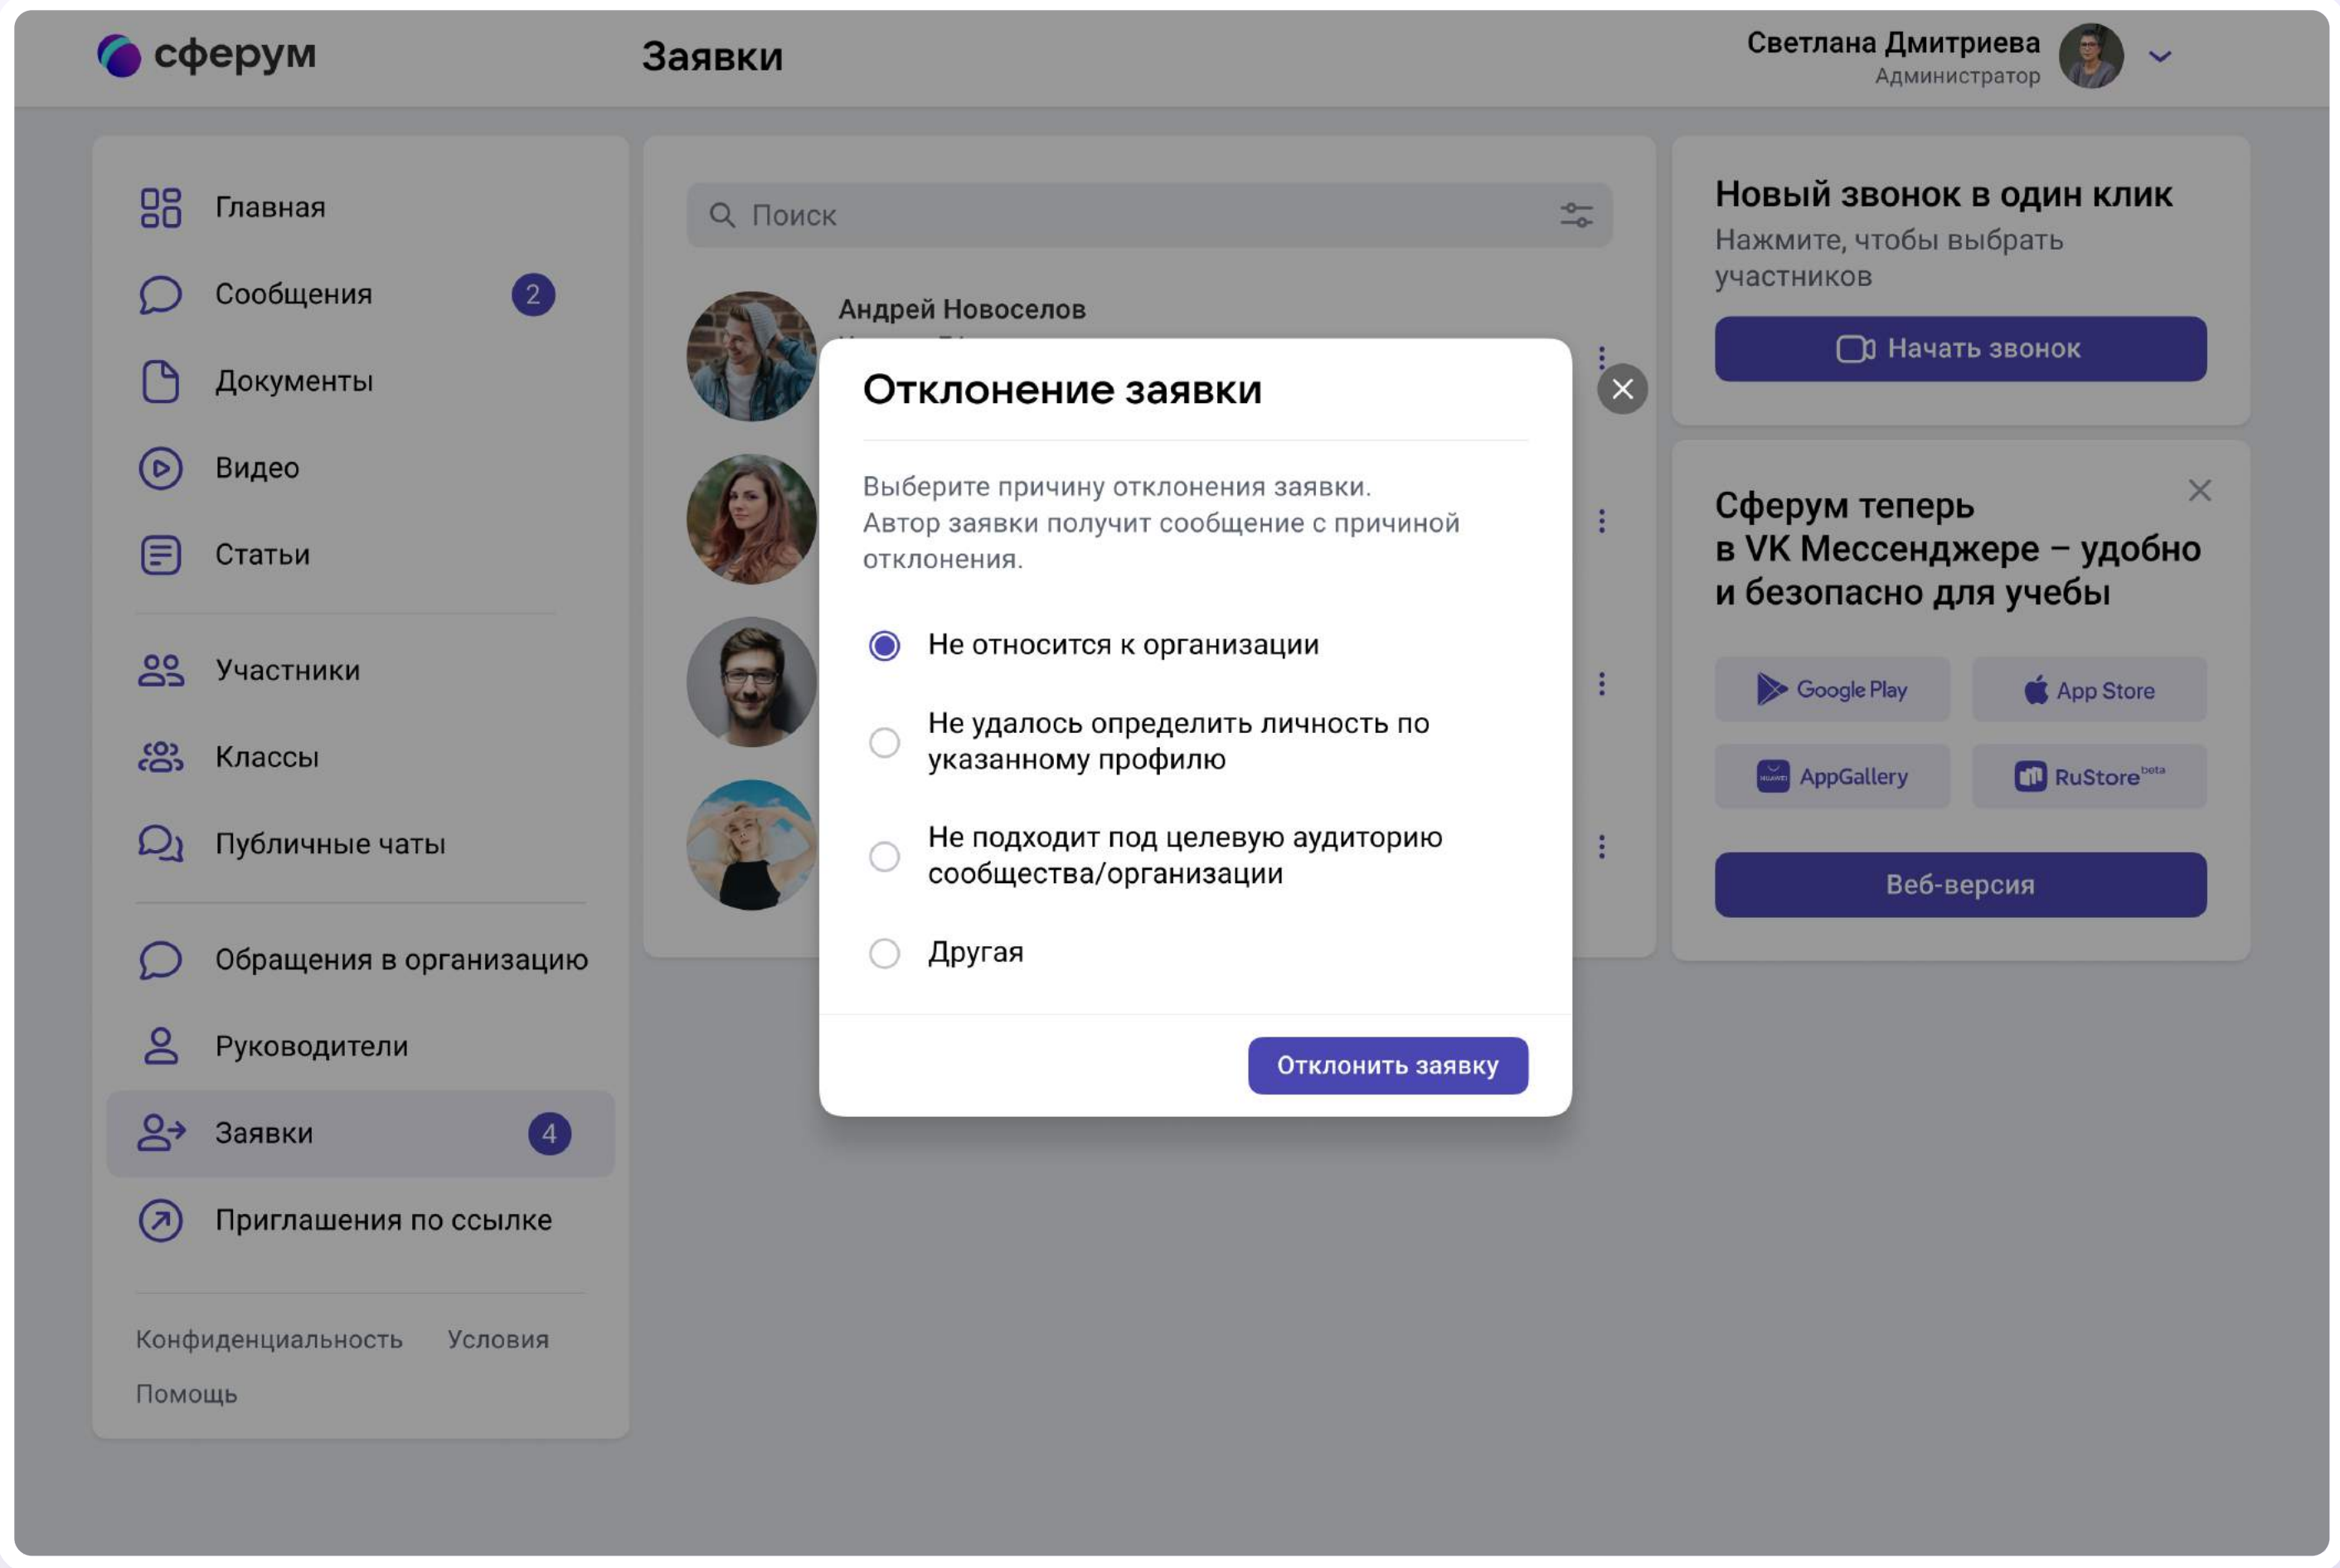 сферум
Заявки
Светлана Дмитриева
Администратор
Главная
Сообщения 2
Документы
Видео
Статьи
Участники
Классы
Публичные чаты
Обращения в организацию
Руководители
Заявки 4
Приглашения по ссылке
Конфиденциальность Условия
Помощь
Поиск
Андрей Новоселов
Отклонение заявки
Выберите причину отклонения заявки.
Автор заявки получит сообщение с причиной
отклонения.
Не относится к организации
Не удалось определить личность по
указанному профилю
Не подходит под целевую аудиторию
сообщества/организации
Другая
Отклонить заявку
Новый звонок в один клик
Нажмите, чтобы выбрать
участников
Начать звонок
Сферум теперь
в VK Мессенджере – удобно
и безопасно для учебы
Google Play
App Store
HUAWEI AppGallery
RuStore beta
Веб-версия